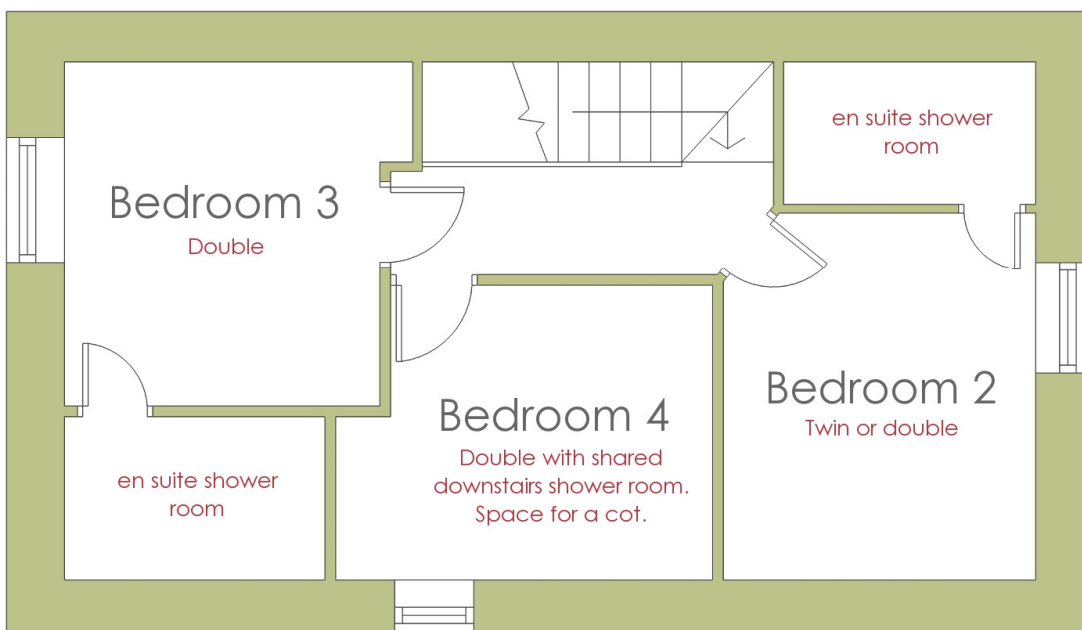 en suite shower
room
Bedroom 3
Double
Bedroom 2
Twin or double
Bedroom 4
Double with shared
downstairs shower room.
Space for a cot.
en suite shower
room